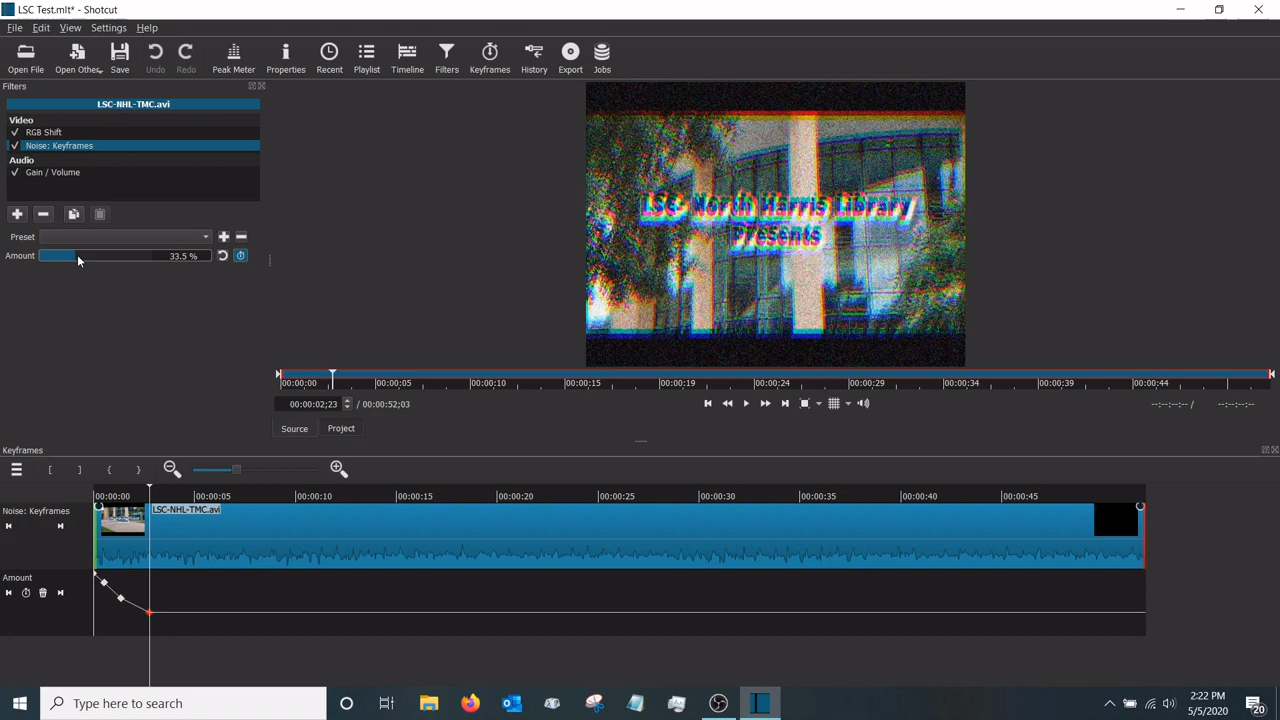 LSC Test.mlt* - Shotcut
File Edit View Settings Help
Open File Open Other... Save Undo Redo Peak Meter Properties Recent Playlist Timeline Filters Keyframes History Export Jobs
Filters
LSC-NHL-TMC.avi
Video
RGB Shift
Noise: Keyframes
Audio
Gain / Volume
Preset
Amount 33.5 %
LSC- North Harris Library
Presents
00:00:00 00:00:05 00:00:10 00:00:15 00:00:19 00:00:24 00:00:29 00:00:34 00:00:39 00:00:44
00:00:02;23 / 00:00:52;03 --:--:--:-- / --:--:--:--
Source Project
Keyframes
00:00:00 00:00:05 00:00:10 00:00:15 00:00:20 00:00:25 00:00:30 00:00:35 00:00:40 00:00:45
Noise: Keyframes LSC-NHL-TMC.avi
Amount
Type here to search
2:22 PM
5/5/2020
20